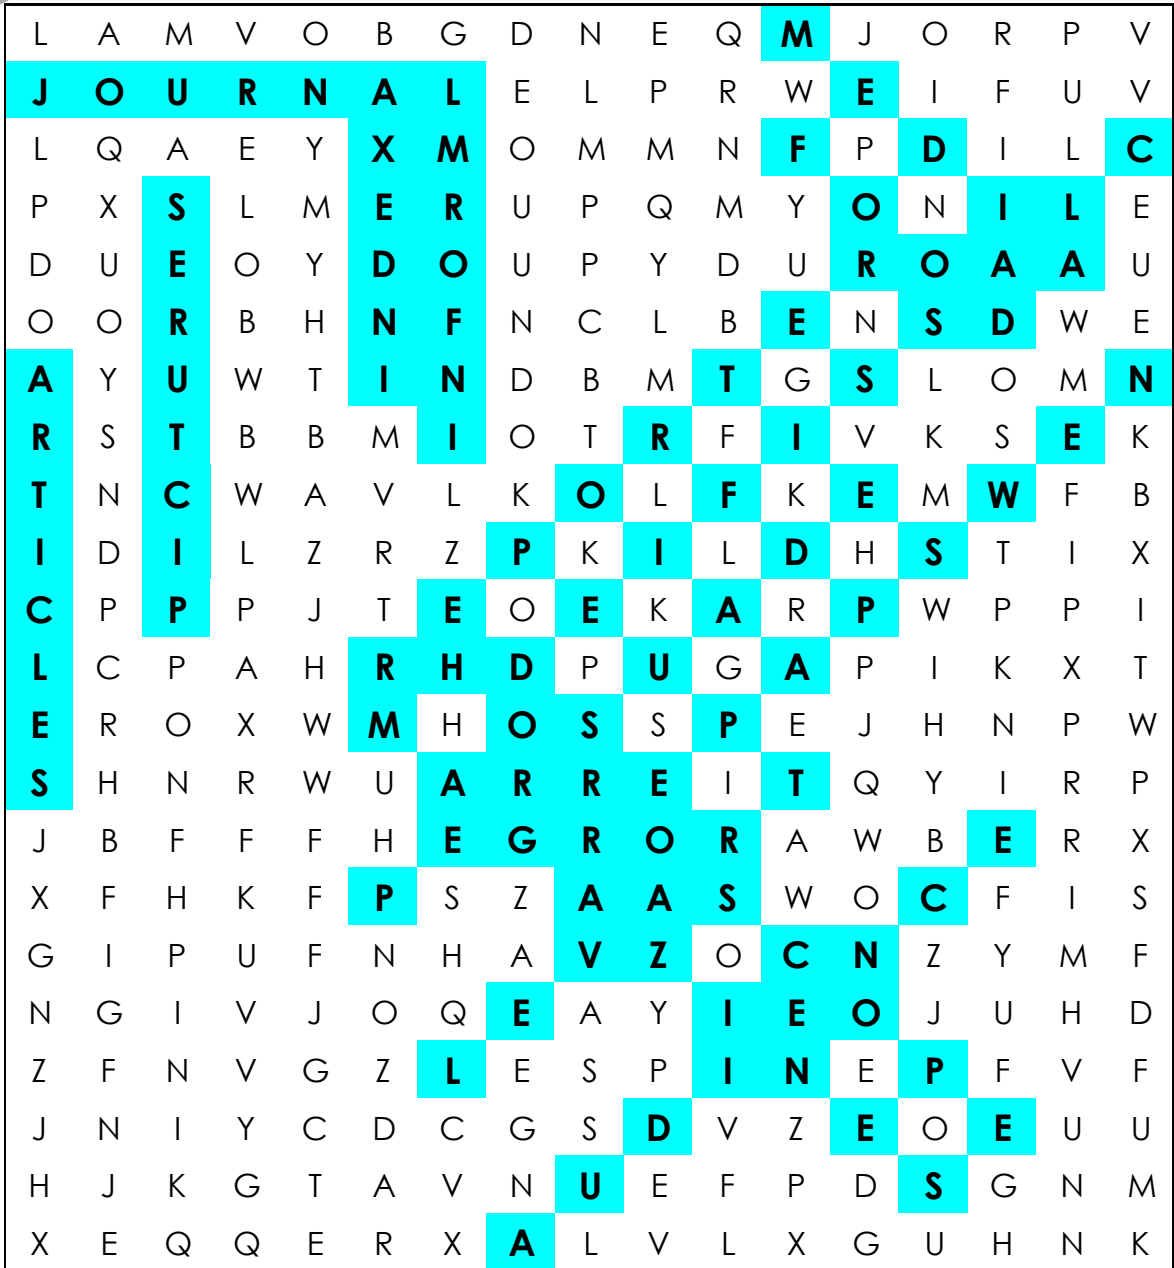 L A M V O B G D N E Q M J O R P V
J O U R N A L E L P R W E I F U V
L Q A E Y X M O M M N F P D I L C
P X S L M E R U P Q M Y O N I L E
D U E O Y D O U P Y D U R O A A U
O O R B H N F N C L B E N S D W E
A Y U W T I N D B M T G S L O M N
R S T B B M I O T R F I V K S E K
T N C W A V L K O L F K E M W F B
I D I L Z R Z P K I L D H S T I X
C P P P J T E O E K A R P W P P I
L C P A H R H D P U G A P I K X T
E R O X W M H O S S P E J H N P W
S H N R W U A R R E I T Q Y I R P
J B F F F H E G R O R A W B E R X
X F H K F P S Z A A S W O C F I S
G I P U F N H A V Z O C N Z Y M F
N G I V J O Q E A Y I E O J U H D
Z F N V G Z L E S P I N E P F V F
J N I Y C D C G S D V Z E O E U U
H J K G T A V N U E F P D S G N M
X E Q Q E R X A L V L X G U H N K